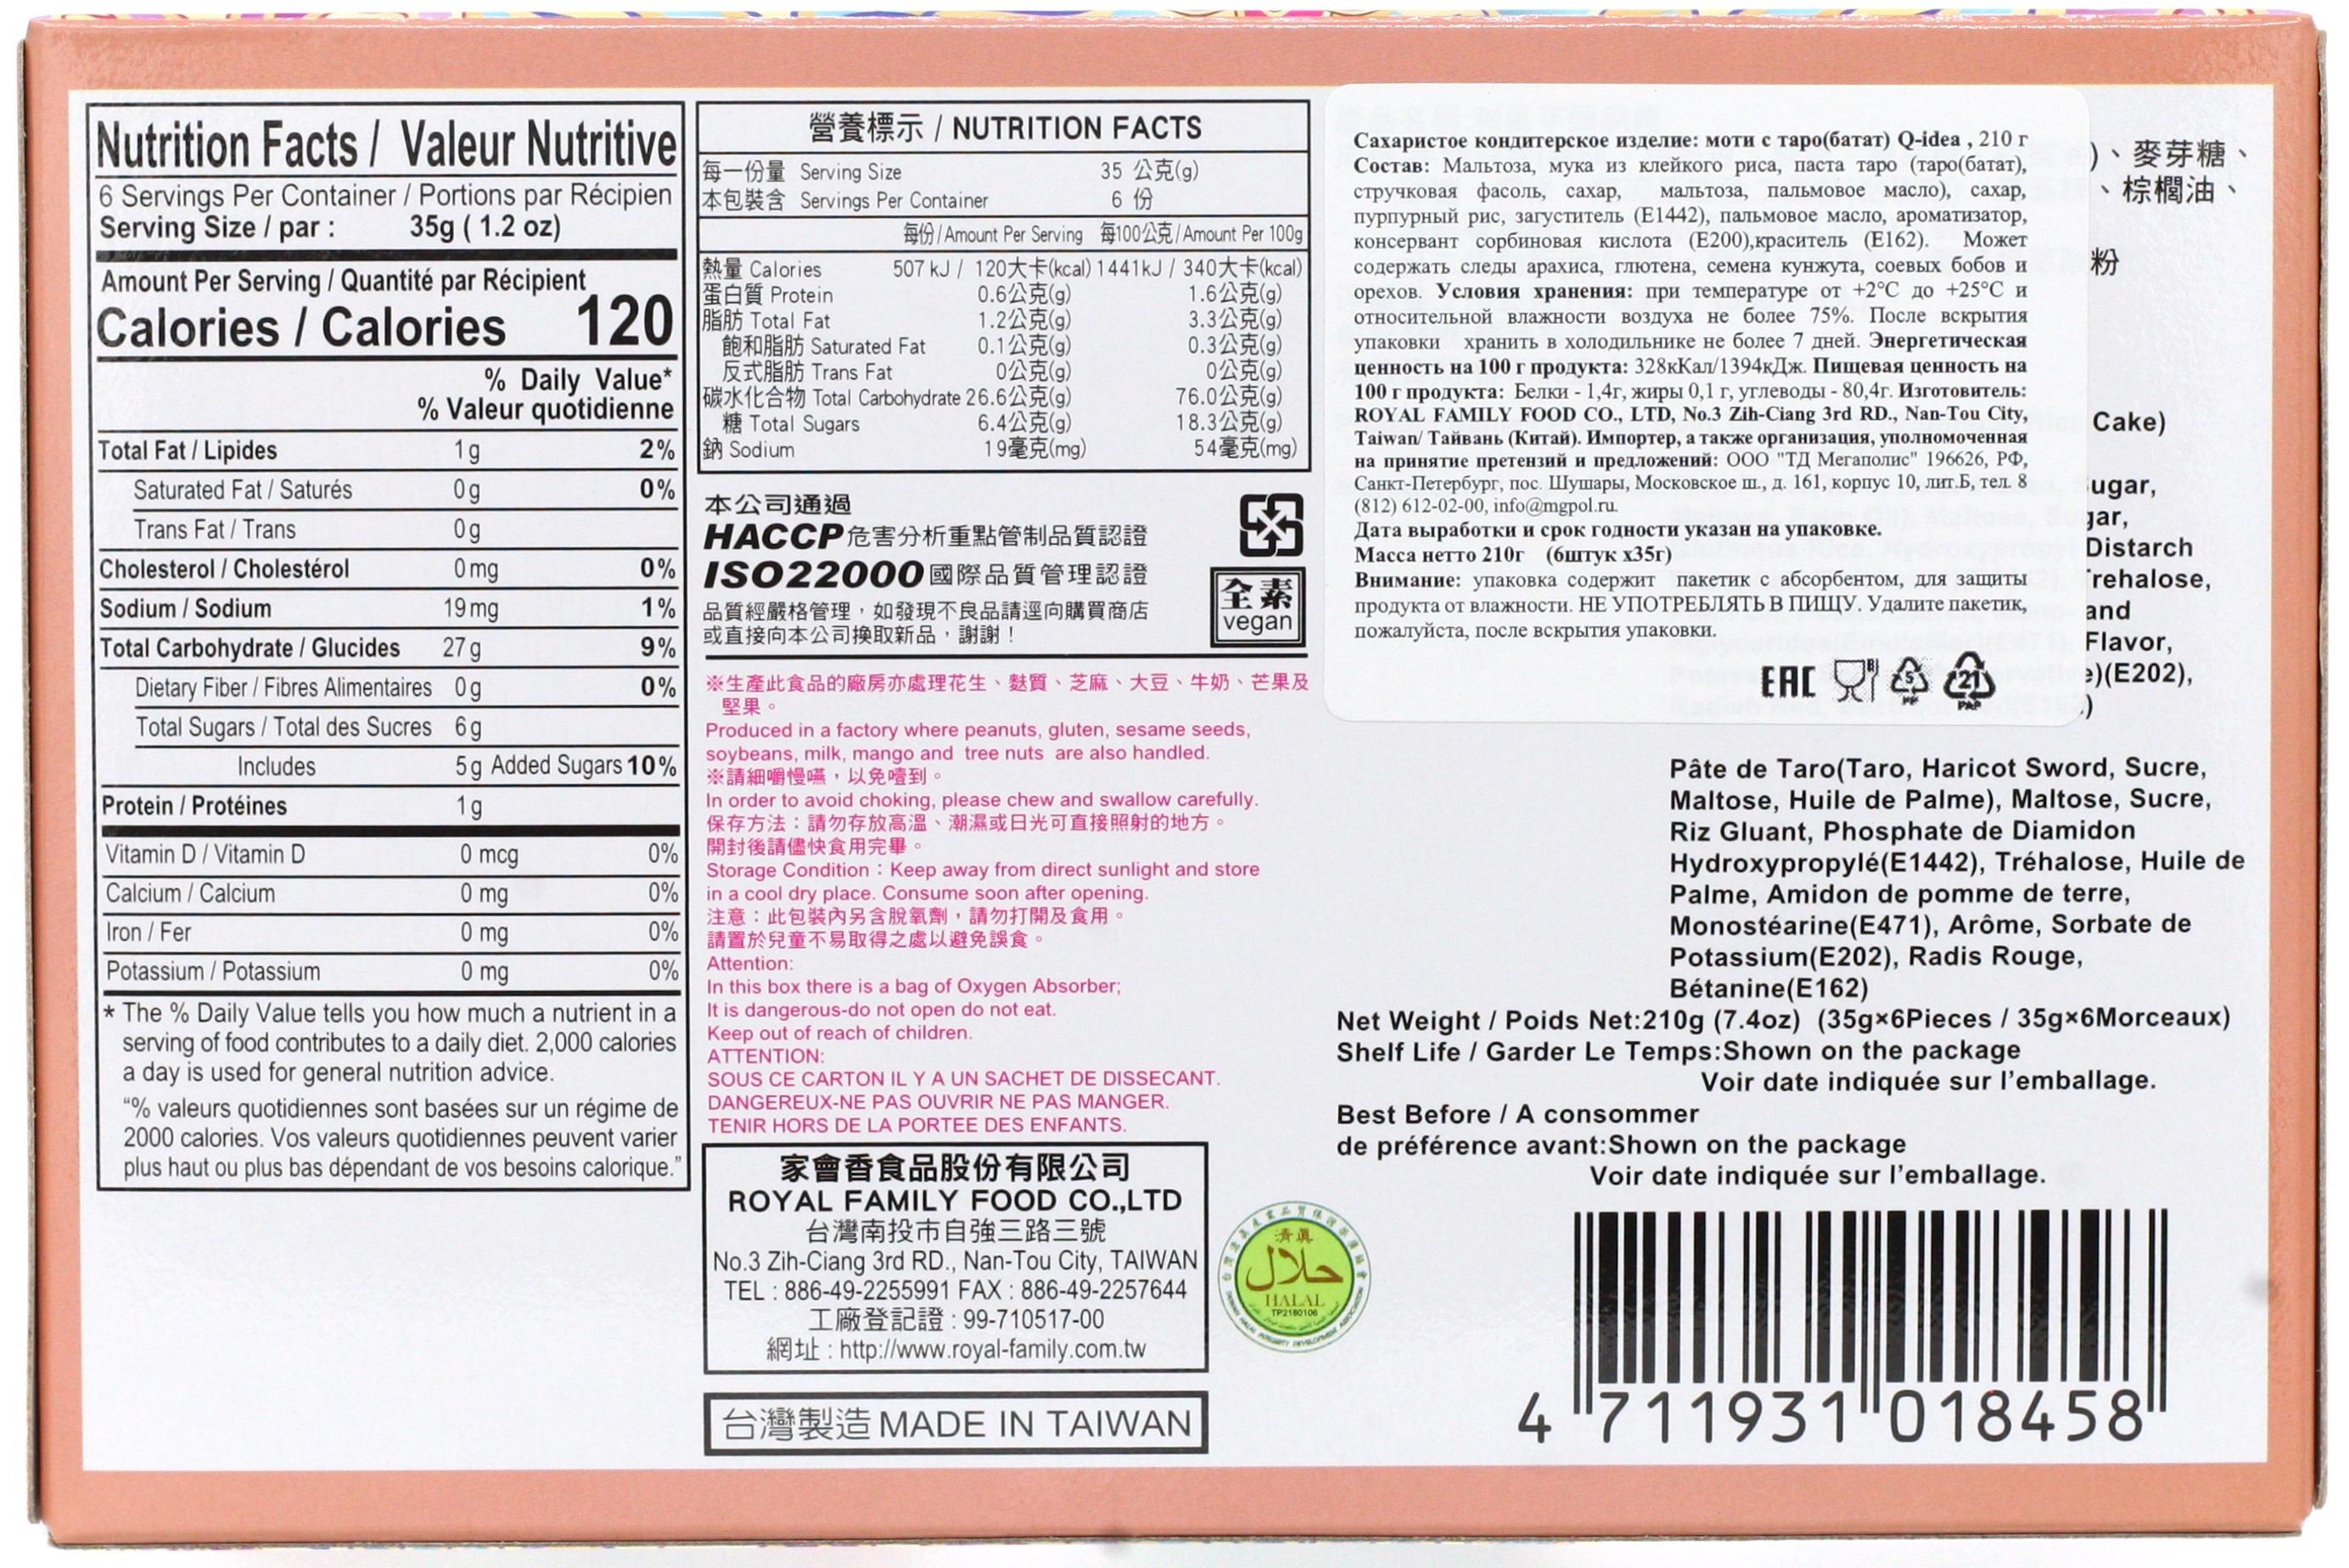 Nutrition Facts / Valeur Nutritive
6 Servings Per Container / Portions par Récipien
Serving Size / par : 35g ( 1.2 oz)
Amount Per Serving / Quantité par Récipient
Calories / Calories 120
% Daily Value*
% Valeur quotidienne
Total Fat / Lipides 1g 2%
Saturated Fat / Saturés 0g 0%
Trans Fat / Trans 0g
Cholesterol / Cholestérol 0mg 0%
Sodium / Sodium 19mg 1%
Total Carbohydrate / Glucides 27g 9%
Dietary Fiber / Fibres Alimentaires 0g 0%
Total Sugars / Total des Sucres 6g
Includes 5g Added Sugars 10%
Protein / Protéines 1g
Vitamin D / Vitamin D 0 mcg 0%
Calcium / Calcium 0 mg 0%
Iron / Fer 0 mg 0%
Potassium / Potassium 0 mg 0%
* The % Daily Value tells you how much a nutrient in a
serving of food contributes to a daily diet. 2,000 calories
a day is used for general nutrition advice.
“% valeurs quotidiennes sont basées sur un régime de
2000 calories. Vos valeurs quotidiennes peuvent varier
plus haut ou plus bas dépendant de vos besoins calorique.”
營養標示 / NUTRITION FACTS
每一份量 Serving Size 35 公克(g)
本包裝含 Servings Per Container 6 份
每份/Amount Per Serving 每100公克/Amount Per 100g
熱量 Calories 507 kJ / 120大卡(kcal) 1441kJ / 340大卡(kcal)
蛋白質 Protein 0.6公克(g) 1.6公克(g)
脂肪 Total Fat 1.2公克(g) 3.3公克(g)
飽和脂肪 Saturated Fat 0.1公克(g) 0.3公克(g)
反式脂肪 Trans Fat 0公克(g) 0公克(g)
碳水化合物 Total Carbohydrate 26.6公克(g) 76.0公克(g)
糖 Total Sugars 6.4公克(g) 18.3公克(g)
鈉 Sodium 19毫克(mg) 54毫克(mg)
本公司通過
HACCP危害分析重點管制品質認證
ISO22000國際品質管理認證
品質經嚴格管理，如發現不良品請逕向購買商店
或直接向本公司換取新品，謝謝！
全素
vegan
※生產此食品的廠房亦處理花生、麩質、芝麻、大豆、牛奶、芒果及
堅果。
Produced in a factory where peanuts, gluten, sesame seeds,
soybeans, milk, mango and tree nuts are also handled.
※請細嚼慢嚥，以免噎到。
In order to avoid choking, please chew and swallow carefully.
保存方法：請勿存放高溫、潮濕或日光可直接照射的地方。
開封後請儘快食用完畢。
Storage Condition：Keep away from direct sunlight and store
in a cool dry place. Consume soon after opening.
注意：此包裝內另含脫氧劑，請勿打開及食用。
請置於兒童不易取得之處以避免誤食。
Attention:
In this box there is a bag of Oxygen Absorber;
It is dangerous-do not open do not eat.
Keep out of reach of children.
ATTENTION:
SOUS CE CARTON IL Y A UN SACHET DE DISSECANT.
DANGEREUX-NE PAS OUVRIR NE PAS MANGER.
TENIR HORS DE LA PORTEE DES ENFANTS.
家會香食品股份有限公司
ROYAL FAMILY FOOD CO.,LTD
台灣南投市自強三路三號
No.3 Zih-Ciang 3rd RD., Nan-Tou City, TAIWAN
TEL : 886-49-2255991 FAX : 886-49-2257644
工廠登記證 : 99-710517-00
網址 : http://www.royal-family.com.tw
台灣製造 MADE IN TAIWAN
清真
حلال
HALAL
TP2180106
Сахаристое кондитерское изделие: моти с таро(батат) Q-idea , 210 г
Состав: Мальтоза, мука из клейкого риса, паста таро (таро(батат),
стручковая фасоль, сахар, мальтоза, пальмовое масло), сахар,
пурпурный рис, загуститель (Е1442), пальмовое масло, ароматизатор,
консервант сорбиновая кислота (Е200),краситель (Е162). Может
содержать следы арахиса, глютена, семена кунжута, соевых бобов и
орехов. Условия хранения: при температуре от +2°С до +25°С и
относительной влажности воздуха не более 75%. После вскрытия
упаковки хранить в холодильнике не более 7 дней. Энергетическая
ценность на 100 г продукта: 328кКал/1394кДж. Пищевая ценность на
100 г продукта: Белки - 1,4г, жиры 0,1 г, углеводы - 80,4г. Изготовитель:
ROYAL FAMILY FOOD CO., LTD, No.3 Zih-Ciang 3rd RD., Nan-Tou City,
Taiwan/ Тайвань (Китай). Импортер, а также организация, уполномоченная
на принятие претензий и предложений: ООО "ТД Мегаполис" 196626, РФ,
Санкт-Петербург, пос. Шушары, Московское ш., д. 161, корпус 10, лит.Б, тел. 8
(812) 612-02-00, info@mgpol.ru.
Дата выработки и срок годности указан на упаковке.
Масса нетто 210г (6штук х35г)
Внимание: упаковка содержит пакетик с абсорбентом, для защиты
продукта от влажности. НЕ УПОТРЕБЛЯТЬ В ПИЩУ. Удалите пакетик,
пожалуйста, после вскрытия упаковки.
EAC 5 PP 21 PAP
)、麥芽糖、
、棕櫚油、
粉
Cake)
ugar,
gar,
Distarch
rehalose,
and
Flavor,
)(E202),
)
Pâte de Taro(Taro, Haricot Sword, Sucre,
Maltose, Huile de Palme), Maltose, Sucre,
Riz Gluant, Phosphate de Diamidon
Hydroxypropylé(E1442), Tréhalose, Huile de
Palme, Amidon de pomme de terre,
Monostéarine(E471), Arôme, Sorbate de
Potassium(E202), Radis Rouge,
Bétanine(E162)
Net Weight / Poids Net:210g (7.4oz) (35g×6Pieces / 35g×6Morceaux)
Shelf Life / Garder Le Temps:Shown on the package
Voir date indiquée sur l’emballage.
Best Before / A consommer
de préférence avant:Shown on the package
Voir date indiquée sur l’emballage.
4 711931 018458